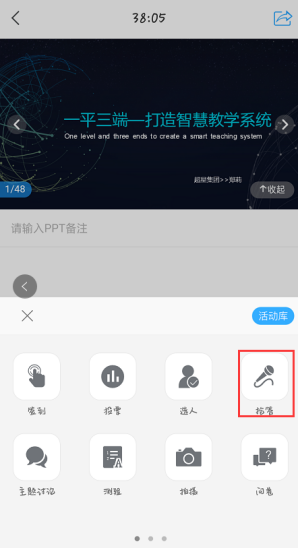 38:05
一平三端—打造智慧教学系统
One level and three ends to create a smart teaching system
超星集团>>郑莉
1/48
收起
请输入PPT备注
活动库
签到 投票 选人 抢答
主题讨论 测验 拍摄 问卷